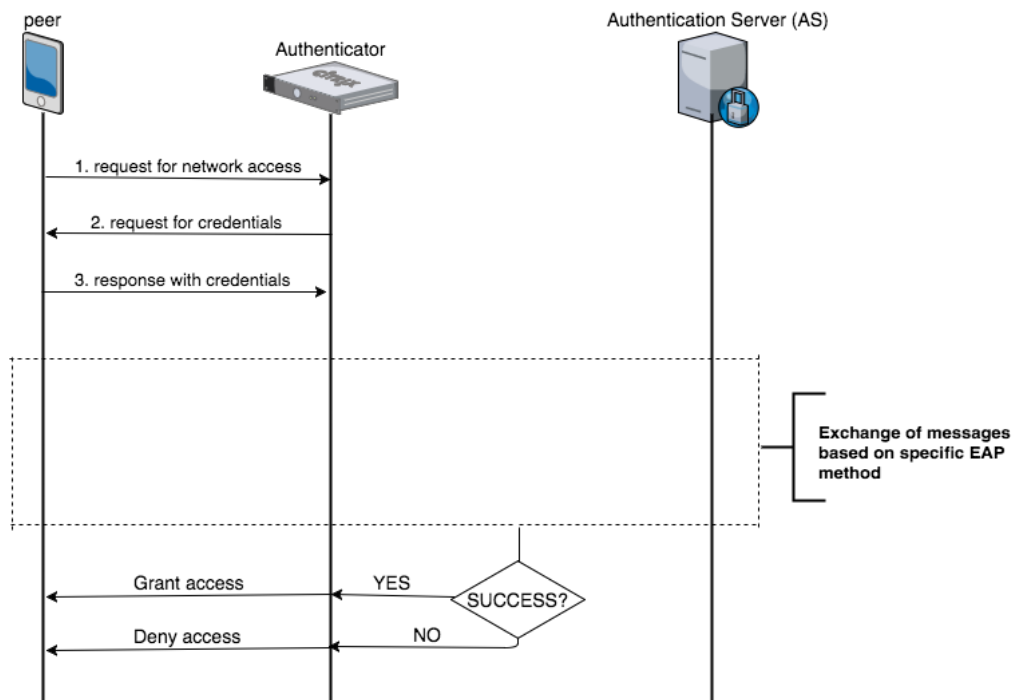 peer
Authentication Server (AS)
Authenticator
citrix
1. request for network access
2. request for credentials
3. response with credentials
Exchange of messages
based on specific EAP
method
Grant access
YES
SUCCESS?
Deny access
NO